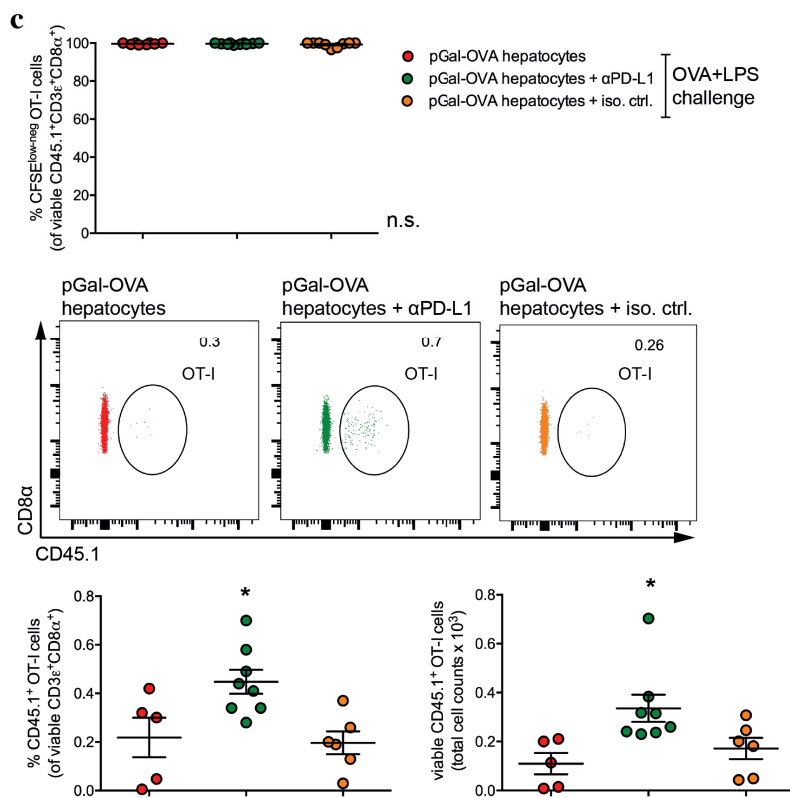 c
% CFSElow-neg OT-I cells
(of viable CD45.1+CD3ε+CD8α+)
100
80
60
40
20
0
n.s.
pGal-OVA hepatocytes
pGal-OVA hepatocytes + αPD-L1
pGal-OVA hepatocytes + iso. ctrl.
OVA+LPS
challenge
pGal-OVA
hepatocytes
pGal-OVA
hepatocytes + αPD-L1
pGal-OVA
hepatocytes + iso. ctrl.
0.3
OT-I
0.7
OT-I
0.26
OT-I
CD8α
CD45.1
% CD45.1+ OT-I cells
(of viable CD3ε+CD8α+)
0.8
0.6
0.4
0.2
0.0
*
viable CD45.1+ OT-I cells
(total cell counts x 10³)
0.8
0.6
0.4
0.2
0.0
*